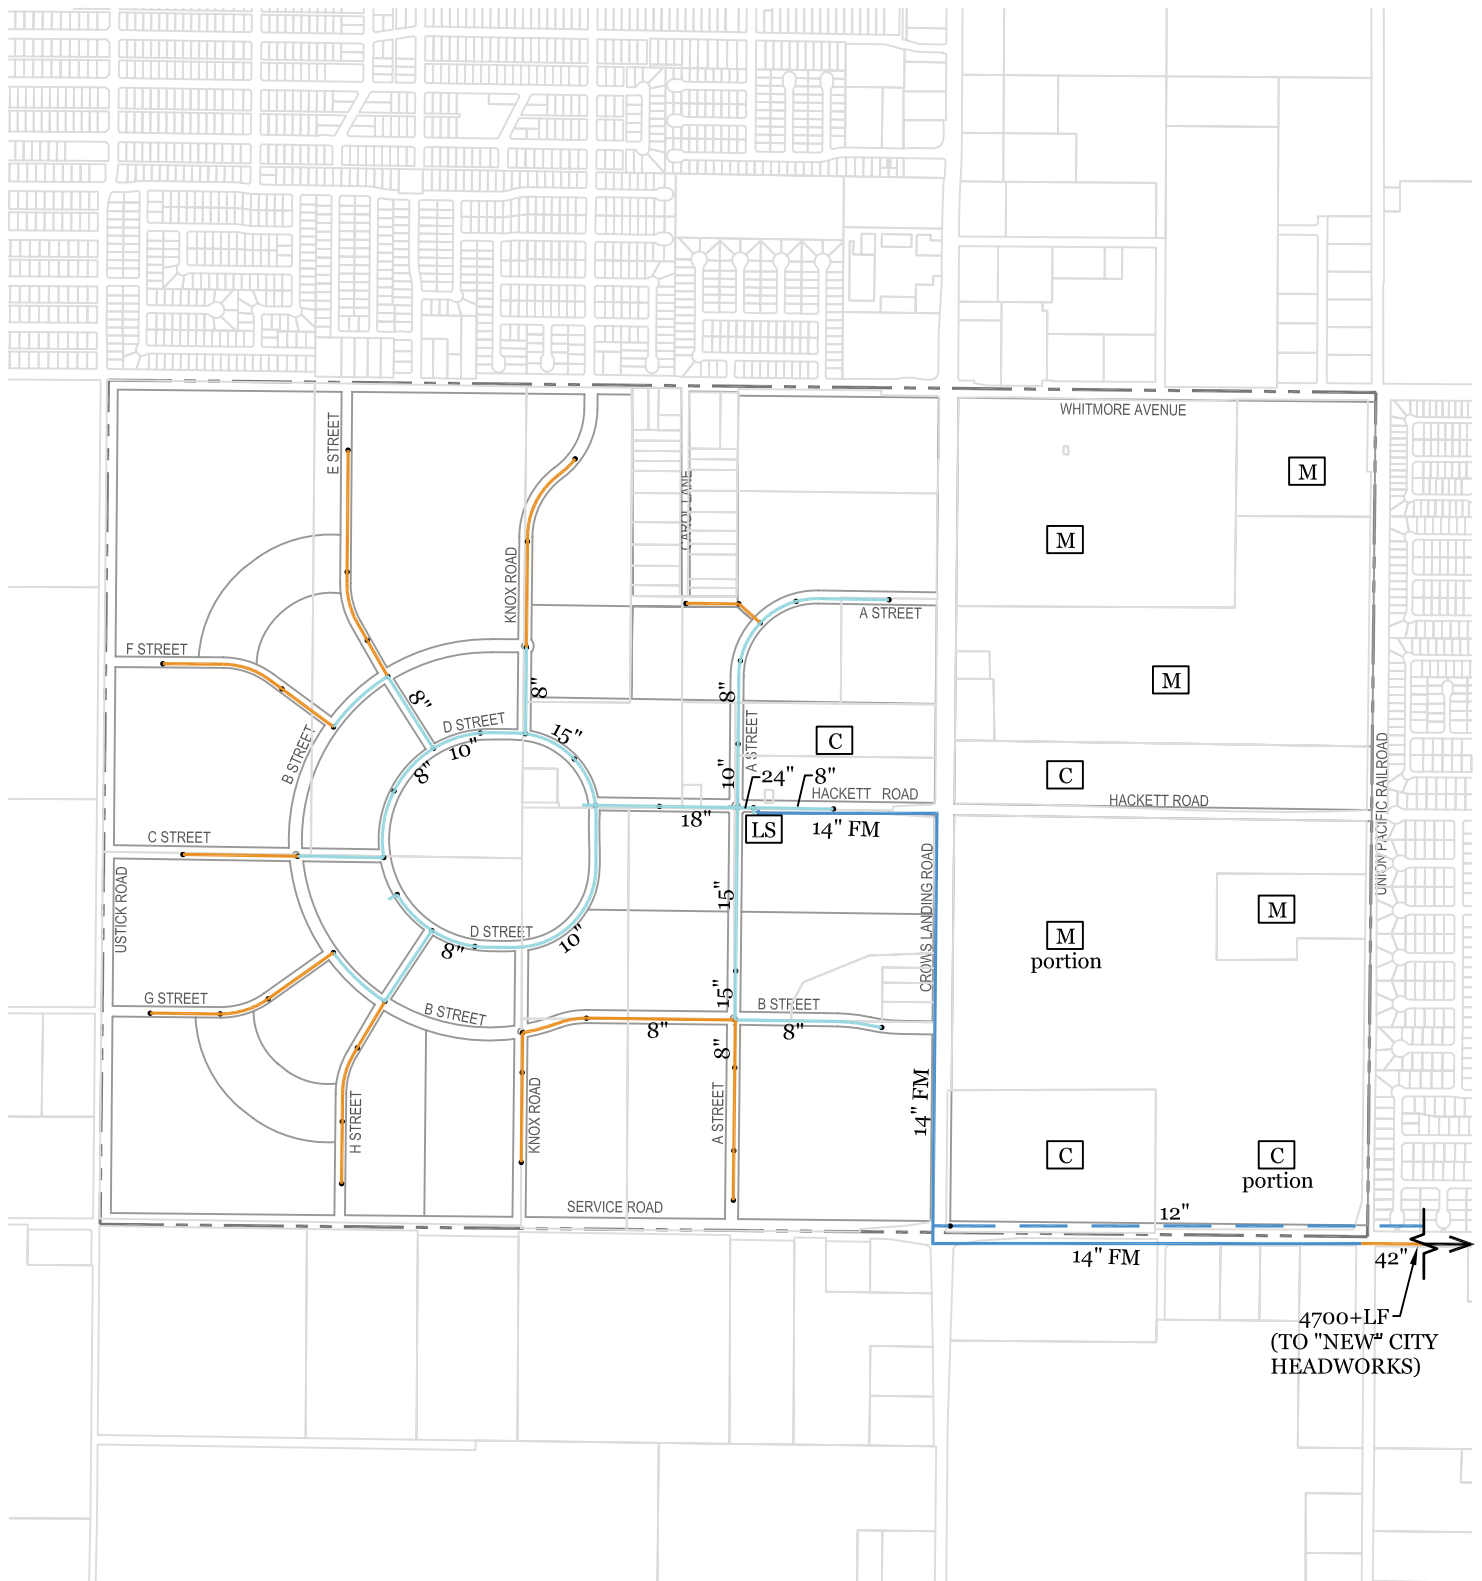 WHITMORE AVENUE
E STREET
M
CAROL LANE
M
KNOX ROAD
A STREET
F STREET
8"
8"
8"
M
D STREET
10"
15"
B STREET
8"
A STREET
C
10"
24"
8"
C
UNION PACIFIC RAILROAD
HACKETT ROAD
HACKETT ROAD
18"
LS
14" FM
C STREET
USTICK ROAD
15"
CROWS LANDING ROAD
M
D STREET
8"
10"
M
portion
G STREET
B STREET
15"
B STREET
8"
8"
8"
14" FM
H STREET
KNOX ROAD
A STREET
C
C
portion
SERVICE ROAD
12"
14" FM
42"
4700+LF
(TO "NEW" CITY
HEADWORKS)